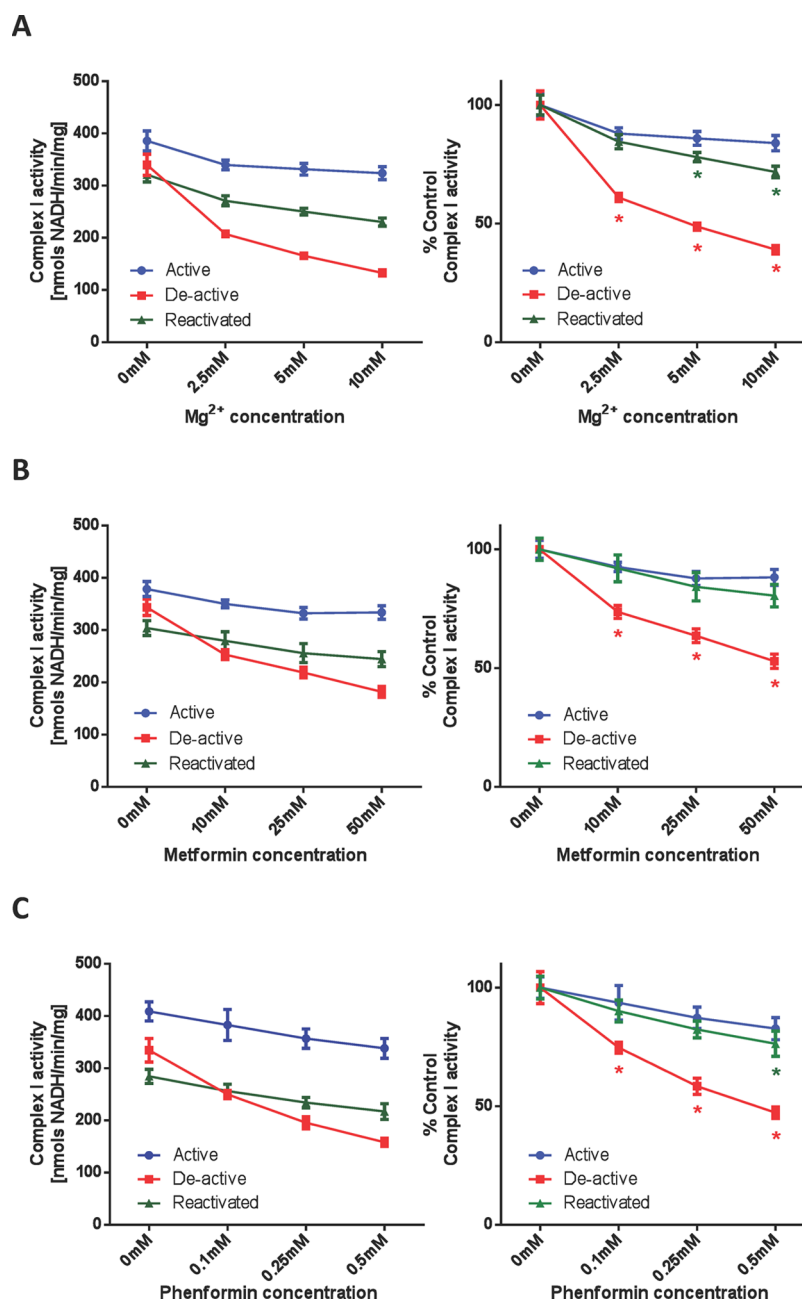 A
Complex I activity
[nmols NADH/min/mg]
500
400
300
200
100
0
Active
De-active
Reactivated
0mM
2.5mM
5mM
10mM
Mg2+ concentration
% Control
Complex I activity
100
50
0
*
*
*
*
*
Active
De-active
Reactivated
0mM
2.5mM
5mM
10mM
Mg2+ concentration
B
Complex I activity
[nmols NADH/min/mg]
500
400
300
200
100
0
Active
De-active
Reactivated
0mM
10mM
25mM
50mM
Metformin concentration
% Control
Complex I activity
100
50
0
*
*
*
Active
De-active
Reactivated
0mM
10mM
25mM
50mM
Metformin concentration
C
Complex I activity
[nmols NADH/min/mg]
500
400
300
200
100
0
Active
De-active
Reactivated
0mM
0.1mM
0.25mM
0.5mM
Phenformin concentration
% Control
Complex I activity
100
50
0
*
*
*
*
Active
De-active
Reactivated
0mM
0.1mM
0.25mM
0.5mM
Phenformin concentration